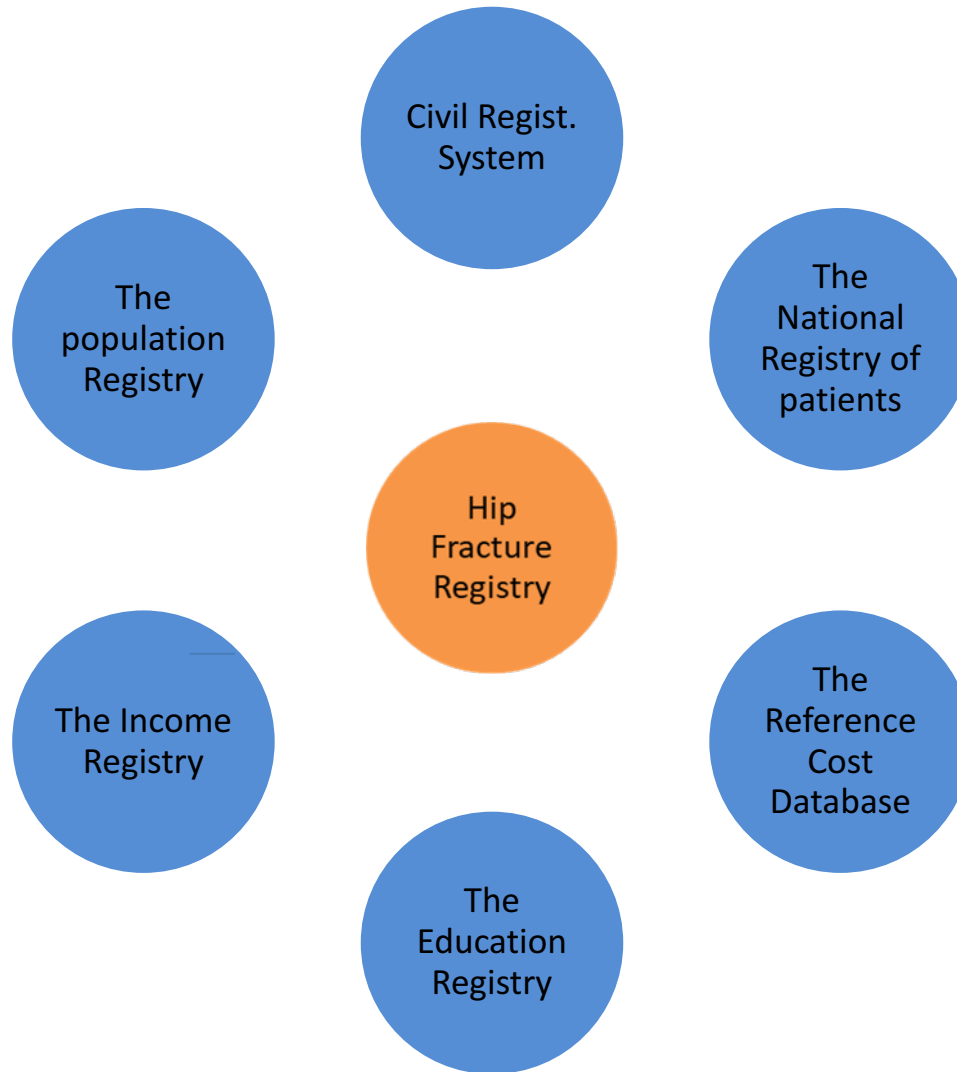 Civil Regist.
System
The
population
Registry
The
National
Registry of
patients
Hip
Fracture
Registry
The Income
Registry
The
Reference
Cost
Database
The
Education
Registry